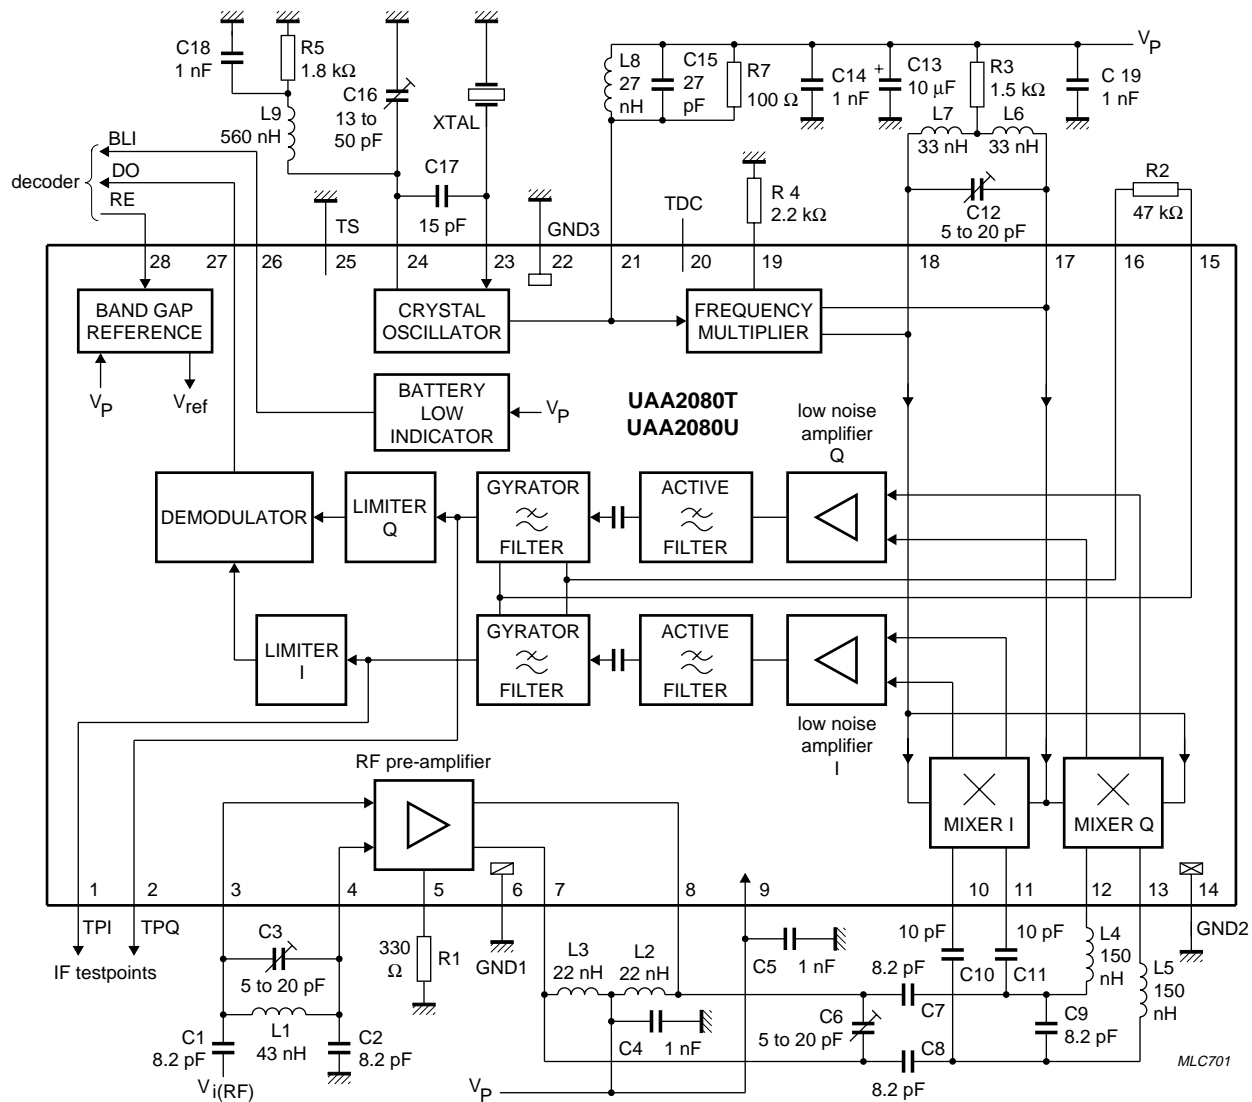 C18
1 nF
R5
1.8 kΩ
L9
560 nH
C16
13 to
50 pF
XTAL
C17
15 pF
L8
27
nH
C15
27
pF
R7
100 Ω
C14
1 nF
+
C13
10 µF
R3
1.5 kΩ
C 19
1 nF
VP
L7
33 nH
L6
33 nH
C12
5 to 20 pF
R 4
2.2 kΩ
R2
47 kΩ
decoder
BLI
DO
RE
TS
GND3
TDC
28
27
26
25
24
23
22
21
20
19
18
17
16
15
BAND GAP
REFERENCE
VP
Vref
CRYSTAL
OSCILLATOR
FREQUENCY
MULTIPLIER
BATTERY
LOW
INDICATOR
VP
UAA2080T
UAA2080U
low noise
amplifier
Q
DEMODULATOR
LIMITER
Q
GYRATOR
FILTER
ACTIVE
FILTER
LIMITER
I
GYRATOR
FILTER
ACTIVE
FILTER
low noise
amplifier
I
RF pre-amplifier
MIXER I
MIXER Q
1
2
3
4
5
6
7
8
9
10
11
12
13
14
TPI
TPQ
IF testpoints
C3
5 to 20 pF
L1
43 nH
C1
8.2 pF
C2
8.2 pF
Vi(RF)
330
Ω
R1
GND1
L3
22 nH
L2
22 nH
C4
1 nF
C5
1 nF
VP
C6
5 to 20 pF
8.2 pF
C7
C8
8.2 pF
10 pF
C10
10 pF
C11
C9
8.2 pF
L4
150
nH
L5
150
nH
GND2
MLC701